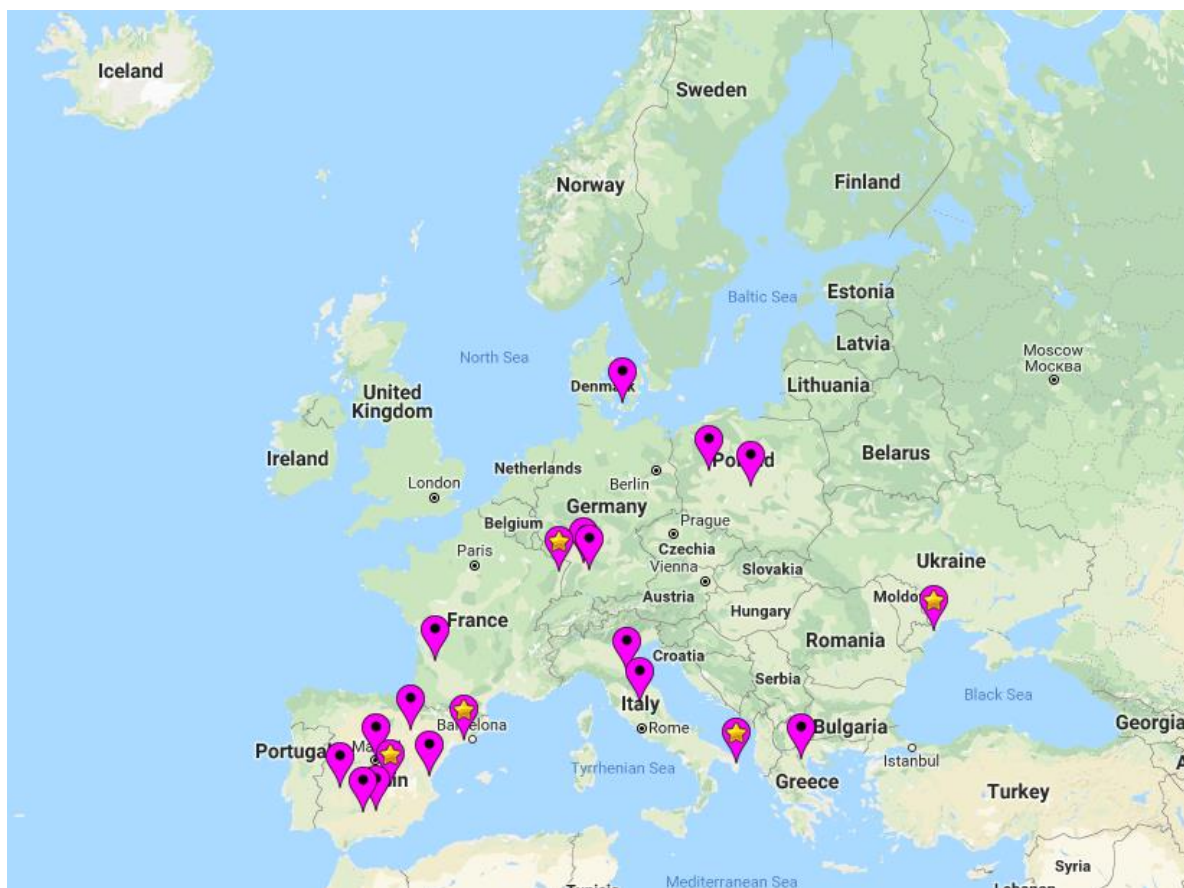 Iceland
Sweden
Norway
Finland
Baltic Sea
Estonia
North Sea
Latvia
Moscow
Москва
Denmark
Lithuania
United
Kingdom
Ireland
Belarus
Netherlands
Berlin
London
Germany
Belgium
Prague
Paris
Czechia
Ukraine
Vienna
Slovakia
Austria
Hungary
France
Romania
Croatia
Serbia
Italy
Black Sea
Barcelona
Rome
Bulgaria
Georgia
Portugal
Istanbul
Tyrrhenian Sea
Greece
Turkey
Syria
Mediterranean Sea